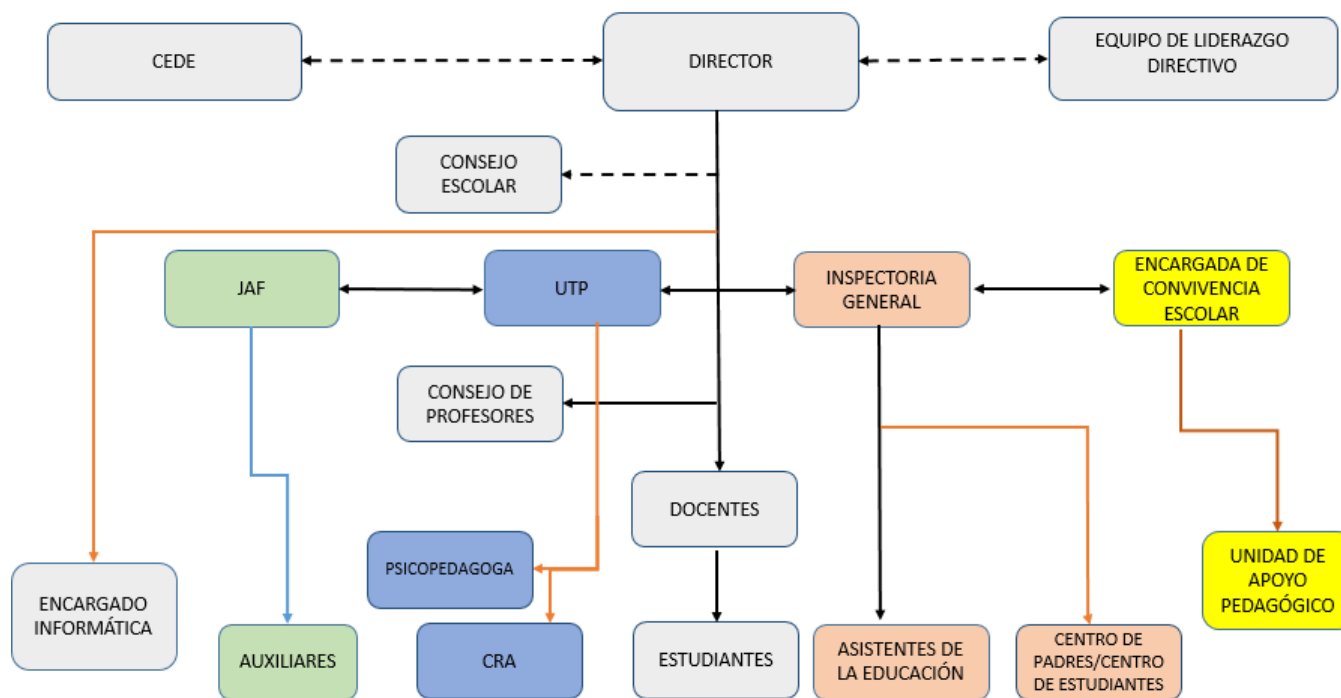 CEDE
DIRECTOR
EQUIPO DE LIDERAZGO
DIRECTIVO
CONSEJO
ESCOLAR
JAF
UTP
INSPECTORIA
GENERAL
ENCARGADA DE
CONVIVENCIA
ESCOLAR
CONSEJO DE
PROFESORES
DOCENTES
PSICOPEDAGOGA
UNIDAD DE
APOYO
PEDAGÓGICO
ENCARGADO
INFORMÁTICA
AUXILIARES
CRA
ESTUDIANTES
ASISTENTES DE
LA EDUCACIÓN
CENTRO DE
PADRES/CENTRO
DE ESTUDIANTES